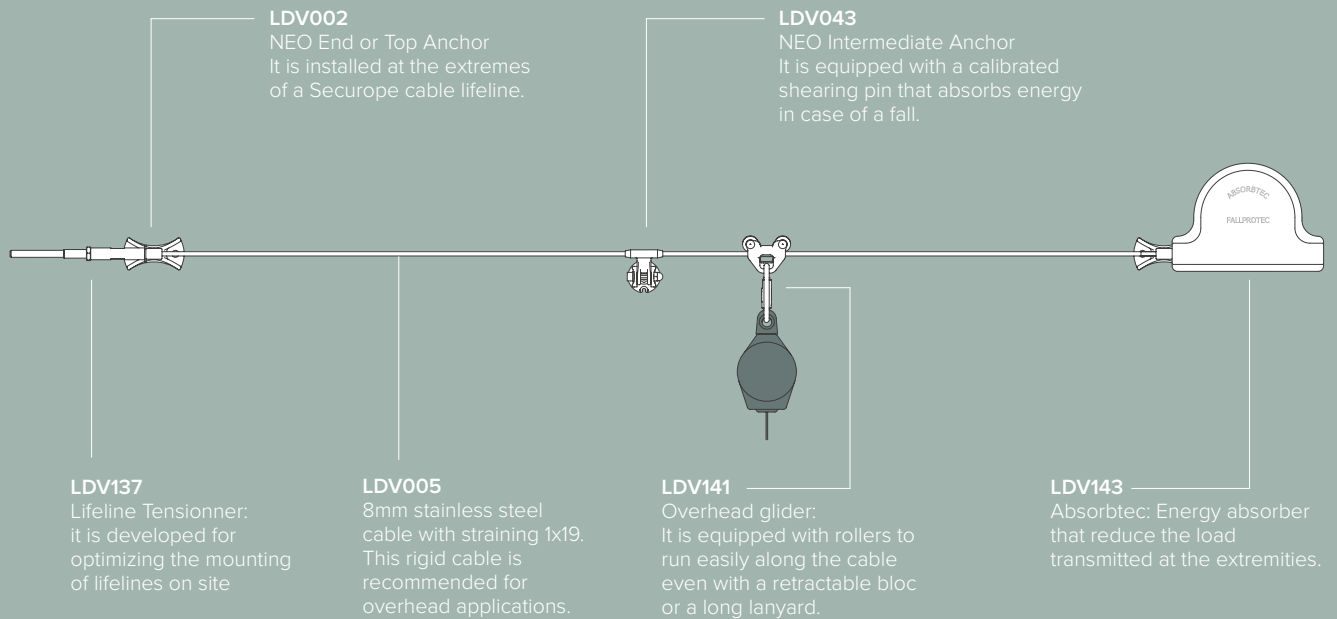 LDV002
NEO End or Top Anchor
It is installed at the extremes
of a Securope cable lifeline.
LDV043
NEO Intermediate Anchor
It is equipped with a calibrated
shearing pin that absorbs energy
in case of a fall.
ABSORBTEC
FALLPROTEC
LDV137
Lifeline Tensionner:
it is developed for
optimizing the mounting
of lifelines on site
LDV005
8mm stainless steel
cable with straining 1x19.
This rigid cable is
recommended for
overhead applications.
LDV141
Overhead glider:
It is equipped with rollers to
run easily along the cable
even with a retractable bloc
or a long lanyard.
LDV143
Absorbtec: Energy absorber
that reduce the load
transmitted at the extremities.